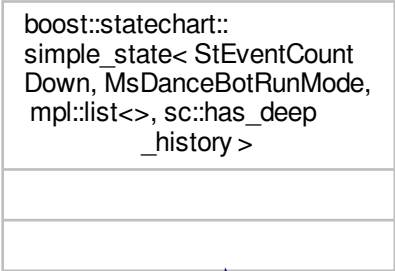 boost::statechart::
simple_state< StEventCount
Down, MsDanceBotRunMode,
mpl::list<>, sc::has_deep
_history >